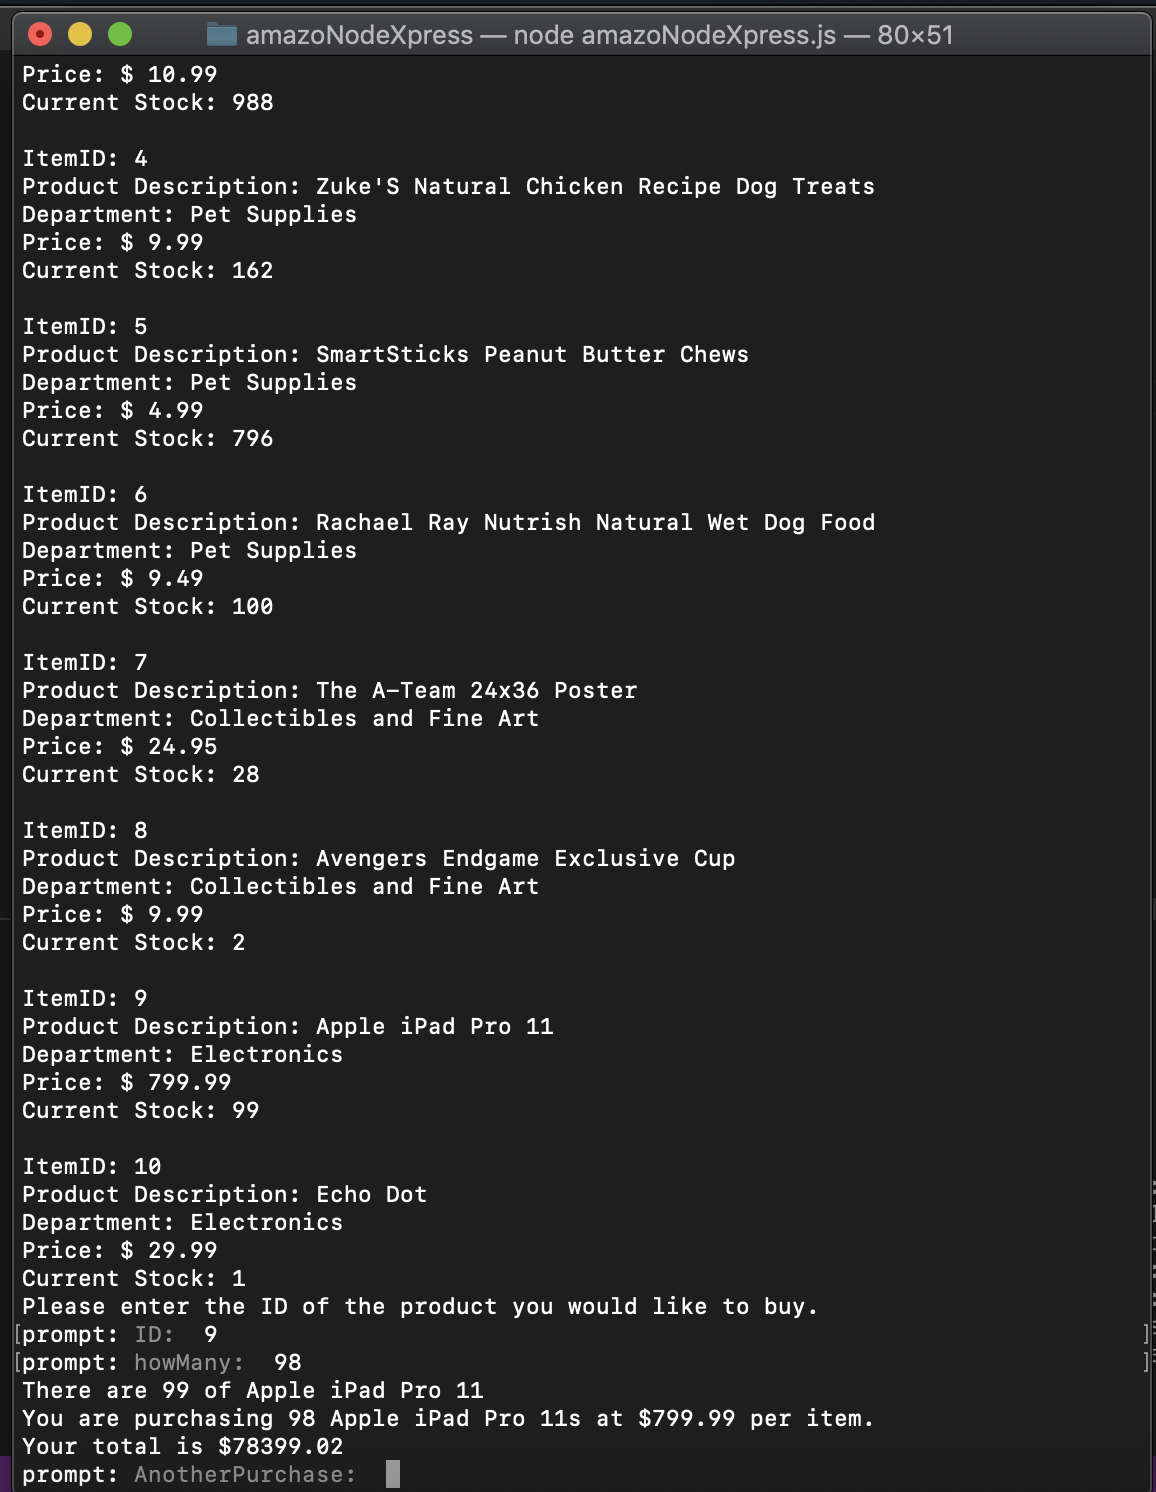 amazoNodeXpress — node amazoNodeXpress.js — 80×51
Price: $ 10.99
Current Stock: 988
ItemID: 4
Product Description: Zuke'S Natural Chicken Recipe Dog Treats
Department: Pet Supplies
Price: $ 9.99
Current Stock: 162
ItemID: 5
Product Description: SmartSticks Peanut Butter Chews
Department: Pet Supplies
Price: $ 4.99
Current Stock: 796
ItemID: 6
Product Description: Rachael Ray Nutrish Natural Wet Dog Food
Department: Pet Supplies
Price: $ 9.49
Current Stock: 100
ItemID: 7
Product Description: The A-Team 24x36 Poster
Department: Collectibles and Fine Art
Price: $ 24.95
Current Stock: 28
ItemID: 8
Product Description: Avengers Endgame Exclusive Cup
Department: Collectibles and Fine Art
Price: $ 9.99
Current Stock: 2
ItemID: 9
Product Description: Apple iPad Pro 11
Department: Electronics
Price: $ 799.99
Current Stock: 99
ItemID: 10
Product Description: Echo Dot
Department: Electronics
Price: $ 29.99
Current Stock: 1
Please enter the ID of the product you would like to buy.
[prompt: ID:  9 ]
[prompt: howMany:  98 ]
There are 99 of Apple iPad Pro 11
You are purchasing 98 Apple iPad Pro 11s at $799.99 per item.
Your total is $78399.02
prompt: AnotherPurchase: